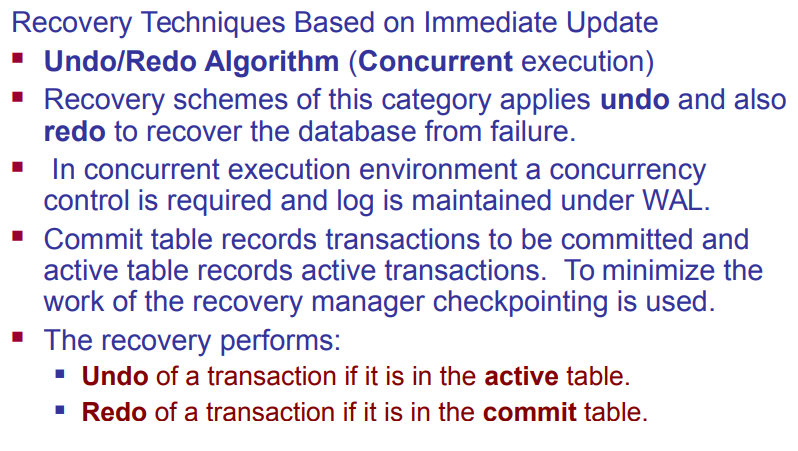 Recovery Techniques Based on Immediate Update
Undo/Redo Algorithm (Concurrent execution)
Recovery schemes of this category applies undo and also
redo to recover the database from failure.
In concurrent execution environment a concurrency
control is required and log is maintained under WAL.
Commit table records transactions to be committed and
active table records active transactions. To minimize the
work of the recovery manager checkpointing is used.
The recovery performs:
Undo of a transaction if it is in the active table.
Redo of a transaction if it is in the commit table.